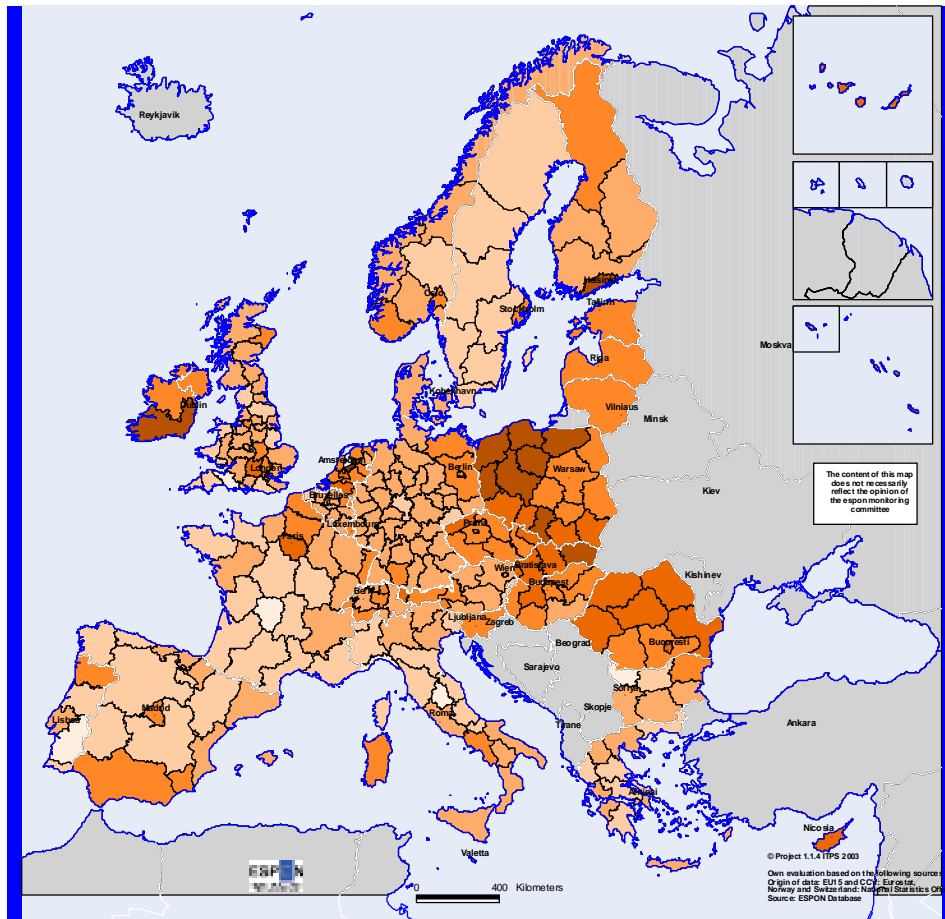 Reykjavik
Oslo
Helsinki
Tallinn
Stockholm
Moskva
Riga
Kobenhavn
Dublin
Vilniaus
Minsk
Amsterdam
London
Berlin
Warsaw
The content of this map
does not necessarily
reflect the opinion of
the espon monitoring
committee
Kiev
Bruxelles
Luxembourg
Praha
Paris
Wien
Bratislava
Budapest
Kishinev
Bern
Ljubljana
Zagreb
Beograd
Bucuresti
Sarajevo
Sofiya
Madrid
Lisboa
Roma
Skopje
Tirane
Ankara
Athinai
Nicosia
Valetta
© Project 1.1.4 ITPS 2003
Own evaluation based on the following sources
Origin of data: EU15 and CC's: Eurostat,
Norway and Switzerland: National Statistics Offi
Source: ESPON Database
ESPON
0 400 Kilometers